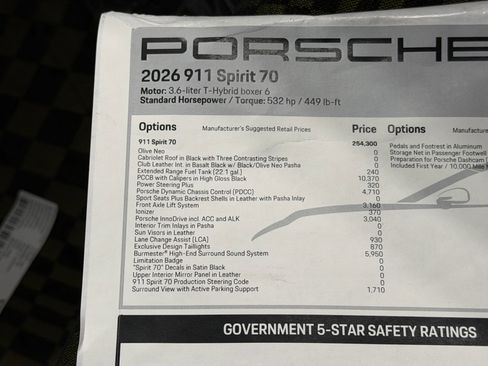 PORSCHE
2026 911 Spirit 70
Motor: 3.6-liter T-Hybrid boxer 6
Standard Horsepower / Torque: 532 hp / 449 lb-ft
Options Manufacturer's Suggested Retail Prices Price
911 Spirit 70 254,300
Olive Neo 0
Cabriolet Roof in Black with Three Contrasting Stripes 0
Club Leather Int. in Basalt Black w/ Black/Olive Neo Pasha 0
Extended Range Fuel Tank (22.1 gal.) 240
PCCB with Calipers in High Gloss Black 10,370
Power Steering Plus 320
Porsche Dynamic Chassis Control (PDCC) 4,710
Sport Seats Plus Backrest Shells in Leather with Pasha Inlay 0
Front Axle Lift System 3,160
Ionizer 370
Porsche InnoDrive incl. ACC and ALK 3,040
Interior Trim Inlays in Pasha 0
Sun Visors in Leather 0
Lane Change Assist (LCA) 930
Exclusive Design Taillights 870
Burmester® High-End Surround Sound System 5,950
Limitation Badge 0
"Spirit 70" Decals in Satin Black 0
Upper Interior Mirror Panel in Leather 0
911 Spirit 70 Production Steering Code 0
Surround View with Active Parking Support 1,710
Options Manufacturer's
Pedals and Footrest in Aluminum
Storage Net in Passenger Footwell
Preparation for Porsche Dashcam
Included First Year / 10,000 Mile
GOVERNMENT 5-STAR SAFETY RATINGS